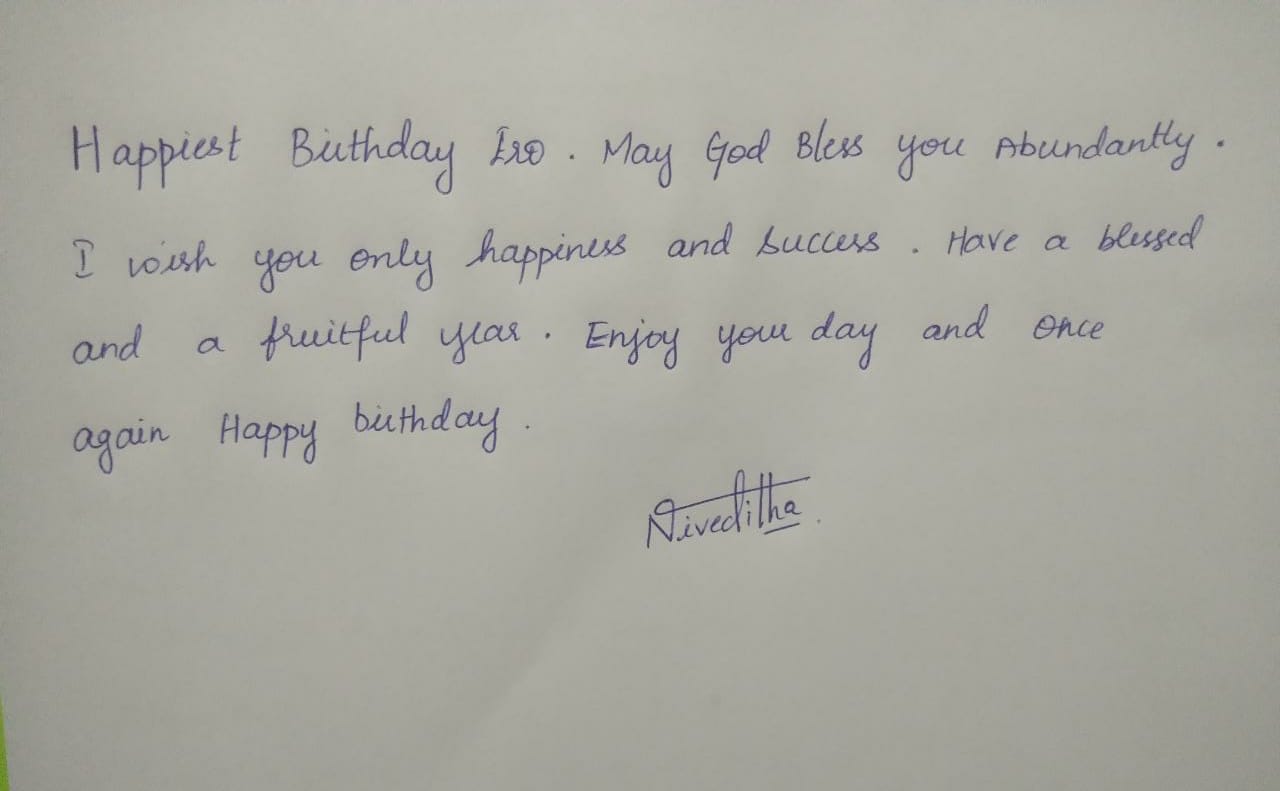 Happiest Birthday Iro. May God Bless you Abundantly.
I wish you only happiness and success. Have a blessed
and a fruitful year. Enjoy your day and once
again Happy birthday.
Niveditha.